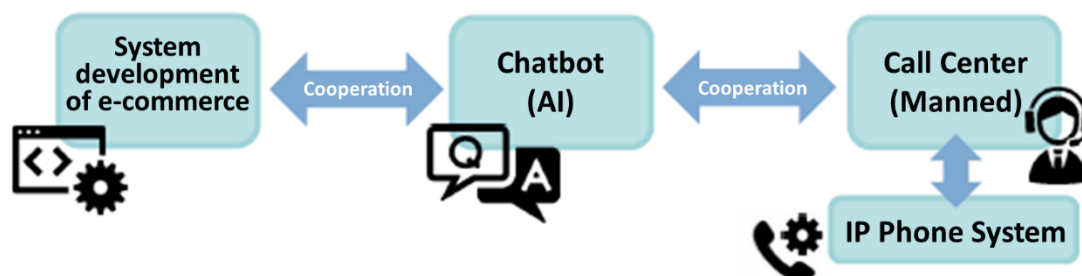 System
development
of e-commerce
Cooperation
Chatbot
(AI)
Q
A
Cooperation
Call Center
(Manned)
IP Phone System